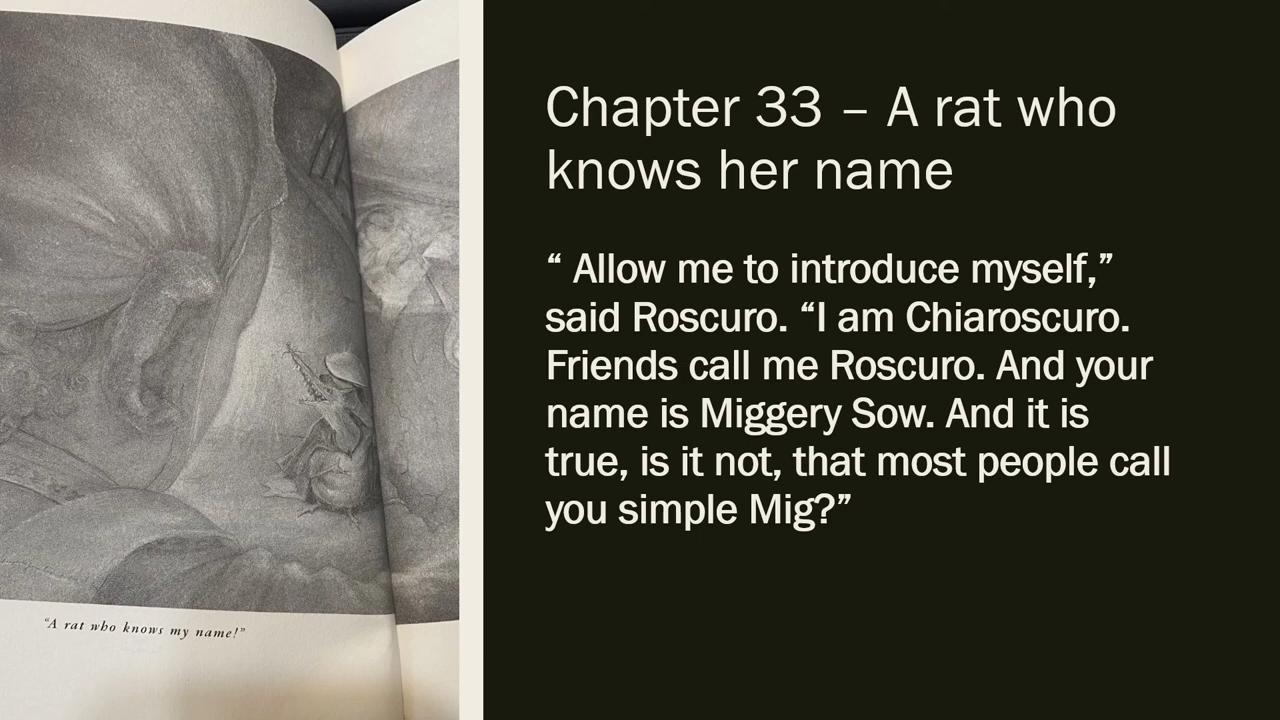 Chapter 33 – A rat who
knows her name
“ Allow me to introduce myself,”
said Roscuro. “I am Chiaroscuro.
Friends call me Roscuro. And your
name is Miggery Sow. And it is
true, is it not, that most people call
you simple Mig?”
“A rat who knows my name!”